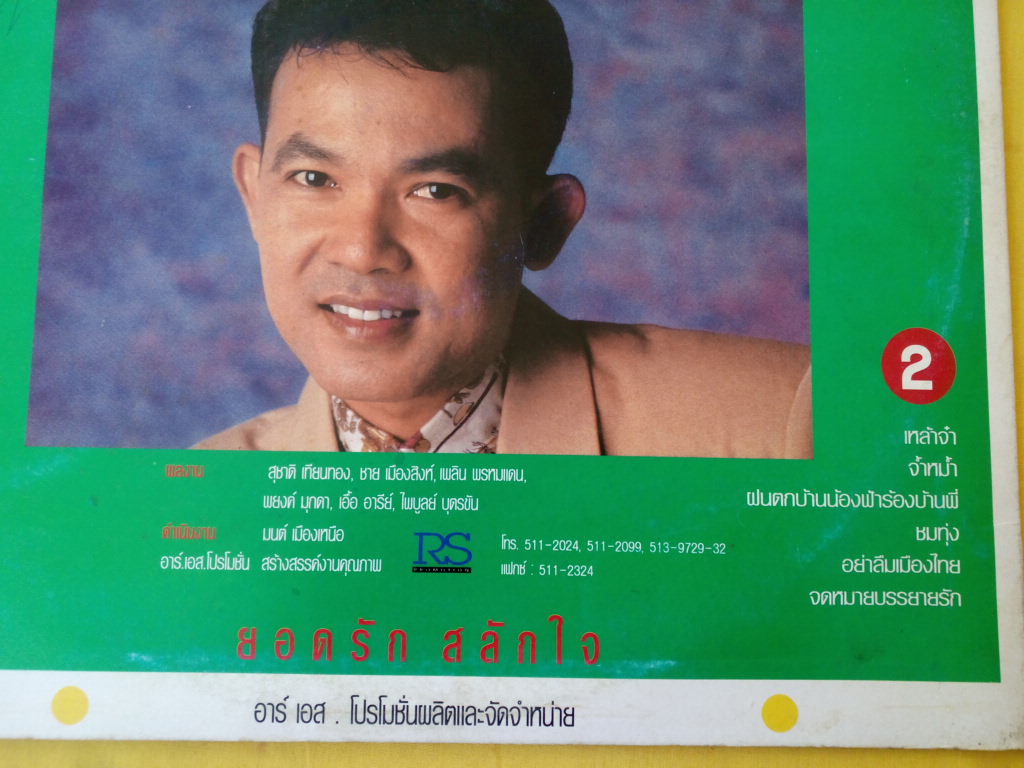 2
เหล้าจ๋า
จ้ำหม่ำ
ฝนตกบ้านน้องฟ้าร้องบ้านพี่
ชมทุ่ง
อย่าลืมเมืองไทย
จดหมายบรรยายรัก
ผลงาน สุชาติ เทียนทอง, ชาย เมืองสิงห์, เพลิน พรหมแดน,
พยงค์ มุกดา, เอื้อ อารีย์, ไพบูลย์ บุตรขัน
ดำเนินงาน มนต์ เมืองเหนือ
อาร์.เอส.โปรโมชั่น สร้างสรรค์งานคุณภาพ
RS
PROMOTION
โทร. 511-2024, 511-2099, 513-9729-32
แฟกซ์ : 511-2324
ยอดรัก สลักใจ
อาร์ เอส . โปรโมชั่นผลิตและจัดจำหน่าย